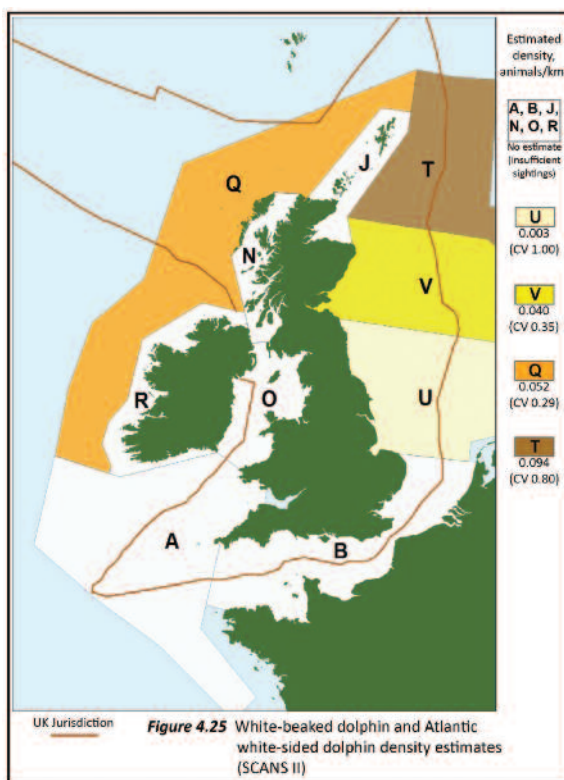 Estimated
density,
animals/km
A, B, J,
N, O, R
No estimate
(insufficient
sightings)
U
0.003
(CV 1.00)
V
0.040
(CV 0.35)
Q
0.052
(CV 0.29)
T
0.094
(CV 0.80)
J
T
Q
N
V
R
O
U
A
B
UK Jurisdiction
Figure 4.25 White-beaked dolphin and Atlantic
white-sided dolphin density estimates
(SCANS II)